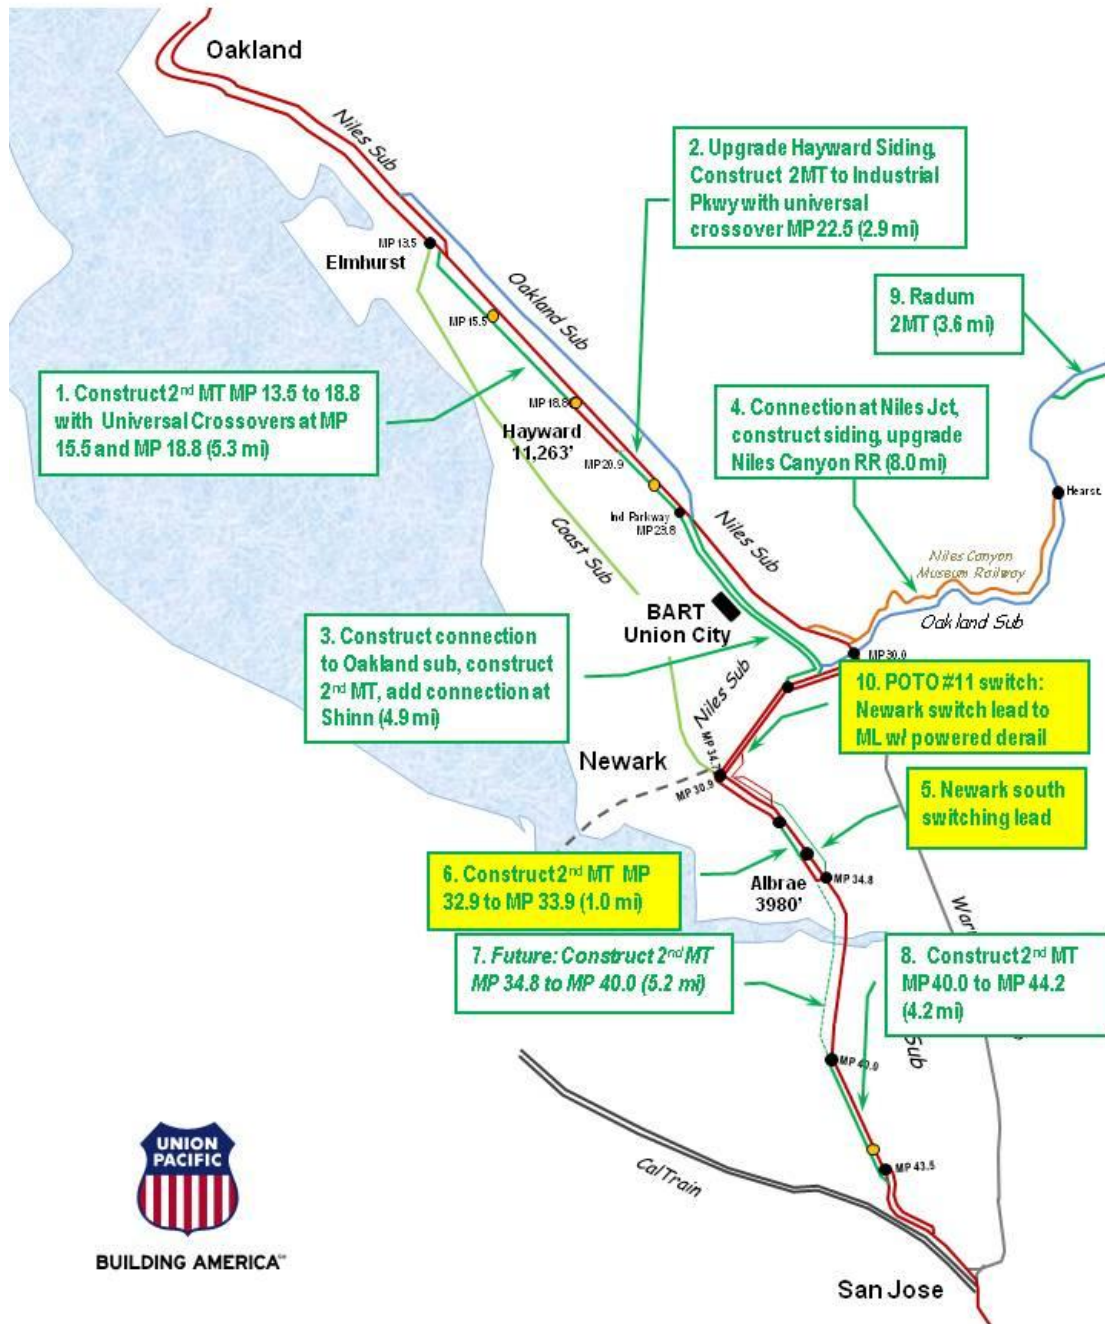 Oakland
Niles Sub
2. Upgrade Hayward Siding,
Construct 2MT to Industrial
Pkwy with universal
crossover MP 22.5 (2.9 mi)
MP 13.5
Elmhurst
Oakland Sub
9. Radum
2MT (3.6 mi)
MP 15.5
1. Construct 2nd MT MP 13.5 to 18.8
with Universal Crossovers at MP
15.5 and MP 18.8 (5.3 mi)
MP 18.8
Hayward
11,263'
4. Connection at Niles Jct,
construct siding, upgrade
Niles Canyon RR (8.0 mi)
MP 20.9
Hearst
Ind Parkway
MP 23.8
Niles Sub
Coast Sub
Niles Canyon
Museum Railway
Oakland Sub
BART
Union City
3. Construct connection
to Oakland sub, construct
2nd MT, add connection at
Shinn (4.9 mi)
MP 30.0
Niles Sub
10. POTO #11 switch:
Newark switch lead to
ML w/ powered derail
MP 34.7
Newark
MP 30.9
5. Newark south
switching lead
6. Construct 2nd MT MP
32.9 to MP 33.9 (1.0 mi)
Albrae
3980'
MP 34.8
7. Future: Construct 2nd MT
MP 34.8 to MP 40.0 (5.2 mi)
8. Construct 2nd MT
MP 40.0 to MP 44.2
(4.2 mi)
Sub
MP 40.0
CalTrain
MP 43.5
UNION
PACIFIC
BUILDING AMERICA
San Jose